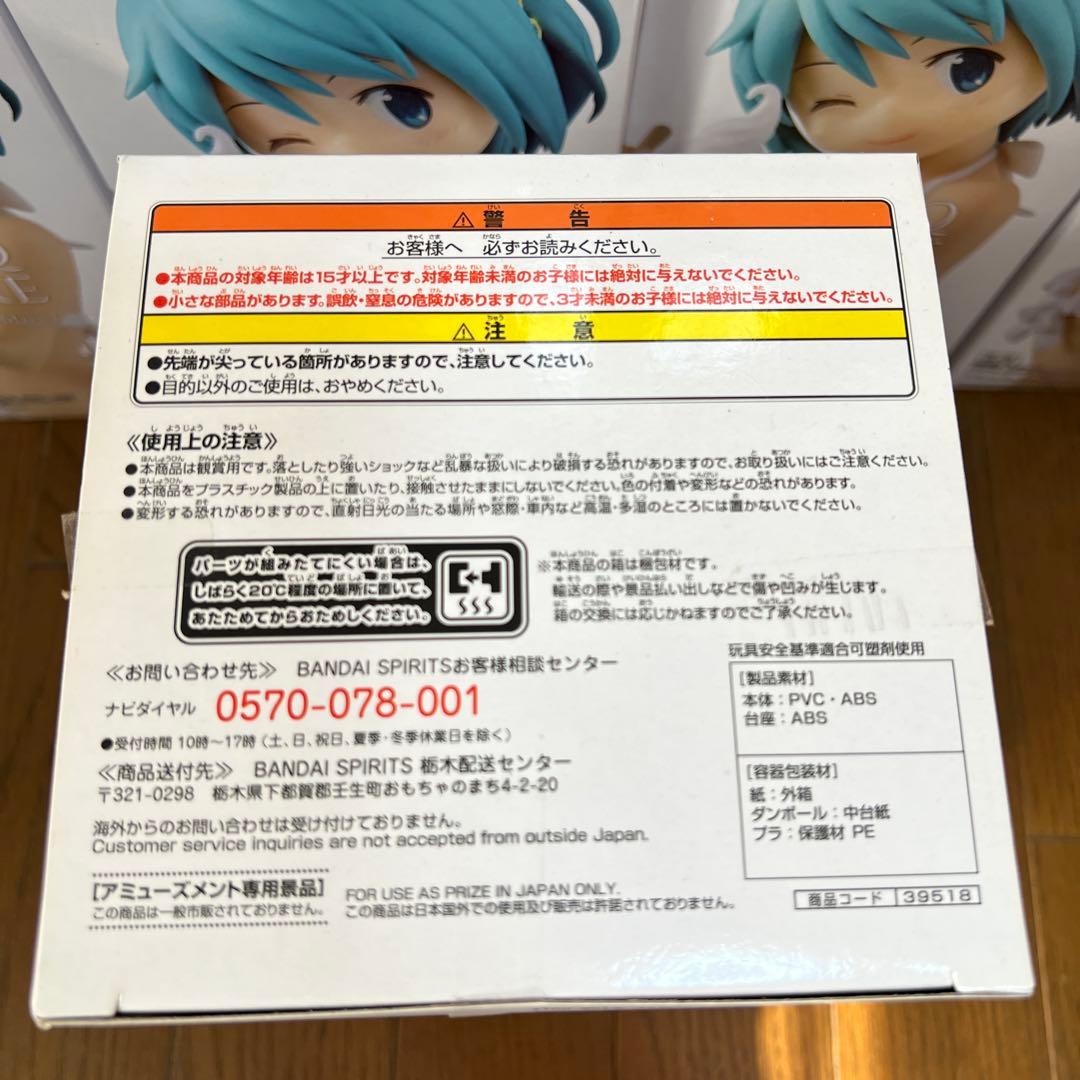 ⚠警告
お客様へ 必ずお読みください。
●本商品の対象年齢は15才以上です。対象年齢未満のお子様には絶対に与えないでください。
●小さな部品があります。誤飲・窒息の危険がありますので、3才未満のお子様には絶対に与えないでください。
⚠注意
●先端が尖っている箇所がありますので、注意してください。
●目的以外のご使用は、おやめください。
≪使用上の注意≫
●本商品は観賞用です。落としたり強いショックなど乱暴な扱いにより破損する恐れがありますので、お取り扱いにはご注意ください。
●本商品をプラスチック製品の上に置いたり、接触させたままにしないでください。色の付着や変形などの恐れがあります。
●変形する恐れがありますので、直射日光の当たる場所や窓際・車内など高温・多湿のところには置かないでください。
パーツが組みたてにくい場合は、
しばらく20℃程度の場所に置いて、
あたためてからおためしください。
※本商品の箱は梱包材です。
輸送の際や景品払い出しなどで傷や凹みが生じます。
箱の交換には応じかねますのでご了承ください。
≪お問い合わせ先≫ BANDAI SPIRITSお客様相談センター
ナビダイヤル 0570-078-001
●受付時間 10時〜17時(土、日、祝日、夏季・冬季休業日を除く)
≪商品送付先≫ BANDAI SPIRITS 栃木配送センター
〒321-0298 栃木県下都賀郡壬生町おもちゃのまち4-2-20
海外からのお問い合わせは受け付けておりません。
Customer service inquiries are not accepted from outside Japan.
[アミューズメント専用景品]
この商品は一般市販されておりません。
FOR USE AS PRIZE IN JAPAN ONLY.
この商品は日本国外での使用及び販売は許諾されておりません。
玩具安全基準適合可塑剤使用
[製品素材]
本体:PVC・ABS
台座:ABS
[容器包装材]
紙:外箱
ダンボール:中台紙
プラ:保護材 PE
商品コード 39518